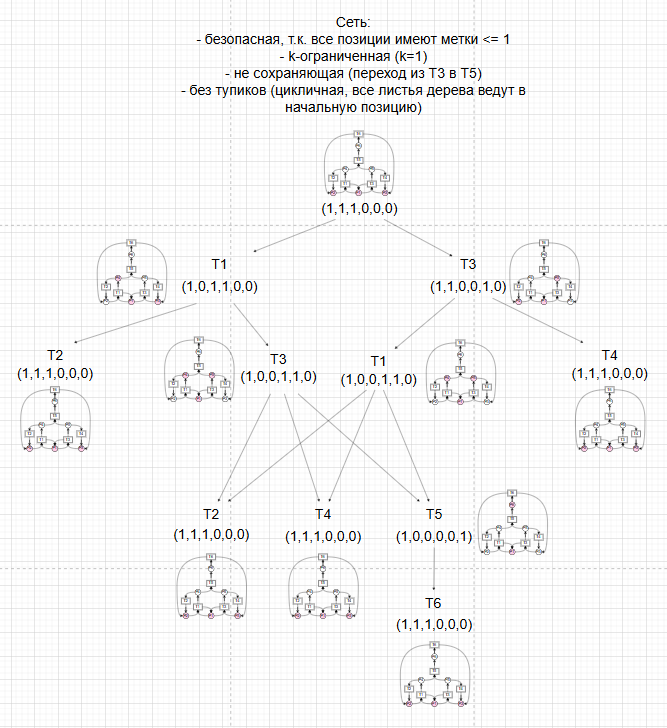 Сеть:
- безопасная, т.к. все позиции имеют метки <= 1
- k-ограниченная (k=1)
- не сохраняющая (переход из T3 в T5)
- без тупиков (цикличная, все листья дерева ведут в
начальную позицию)
(1,1,1,0,0,0)
T1
(1,0,1,1,0,0)
T3
(1,1,0,0,1,0)
T2
(1,1,1,0,0,0)
T3
(1,0,0,1,1,0)
T1
(1,0,0,1,1,0)
T4
(1,1,1,0,0,0)
T2
(1,1,1,0,0,0)
T4
(1,1,1,0,0,0)
T5
(1,0,0,0,0,1)
T6
(1,1,1,0,0,0)